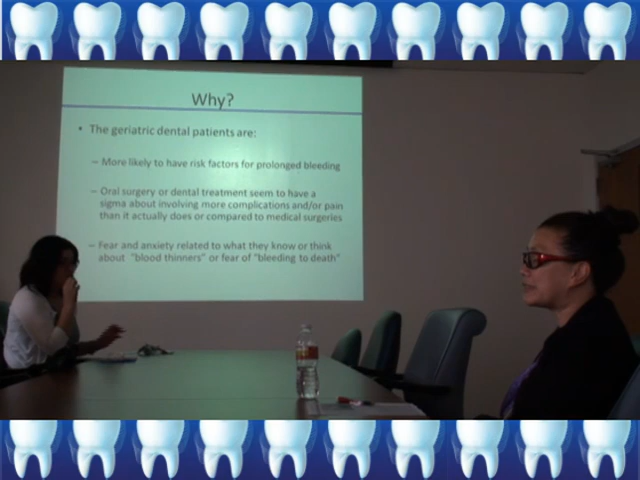 Why?
• The geriatric dental patients are:
– More likely to have risk factors for prolonged bleeding
– Oral surgery or dental treatment seem to have a
sigma about involving more complications and/or pain
than it actually does or compared to medical surgeries
– Fear and anxiety related to what they know or think
about "blood thinners" or fear of "bleeding to death"